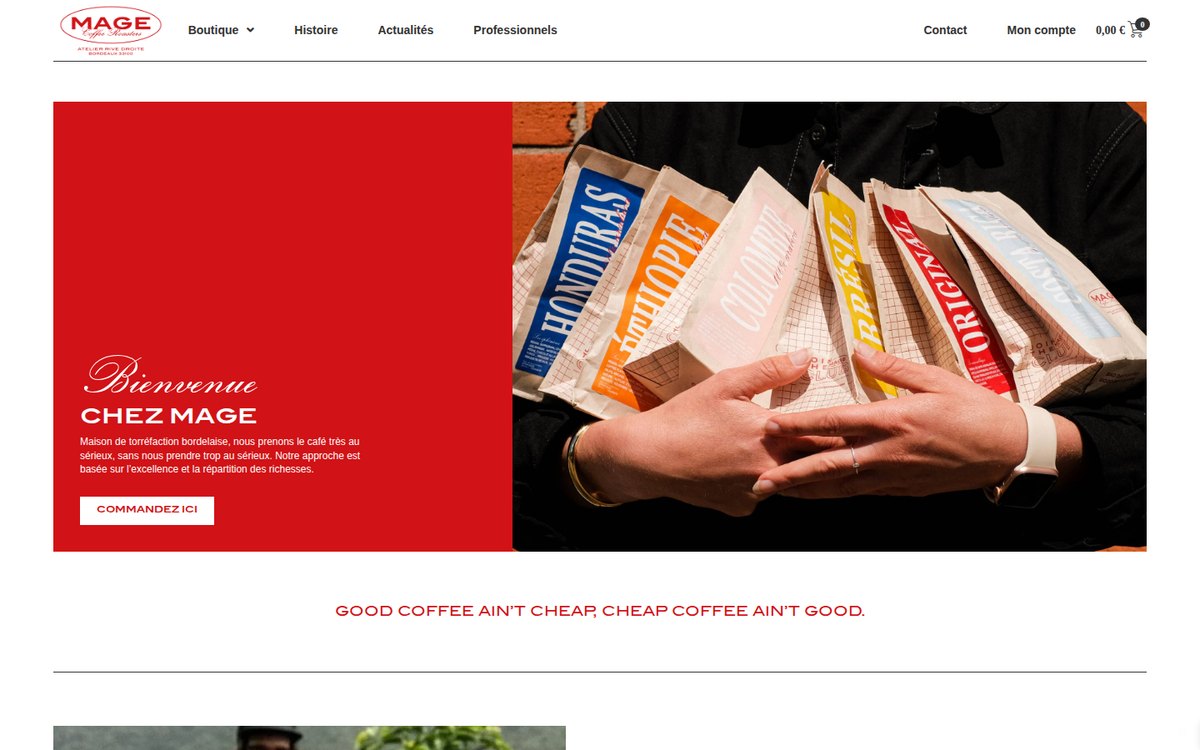 MAGE
Coffee Roasters
ATELIER RIVE DROITE
BORDEAUX 33100
Boutique
Histoire
Actualités
Professionnels
Contact
Mon compte
0,00 €
0
HONDURAS
ÉTHIOPIE
COLOMBIE
BRÉSIL
ORIGINAL
COSTA RICA
MAGE
Bienvenue
CHEZ MAGE
Maison de torréfaction bordelaise, nous prenons le café très au
sérieux, sans nous prendre trop au sérieux. Notre approche est
basée sur l'excellence et la répartition des richesses.
COMMANDEZ ICI
GOOD COFFEE AIN'T CHEAP, CHEAP COFFEE AIN'T GOOD.